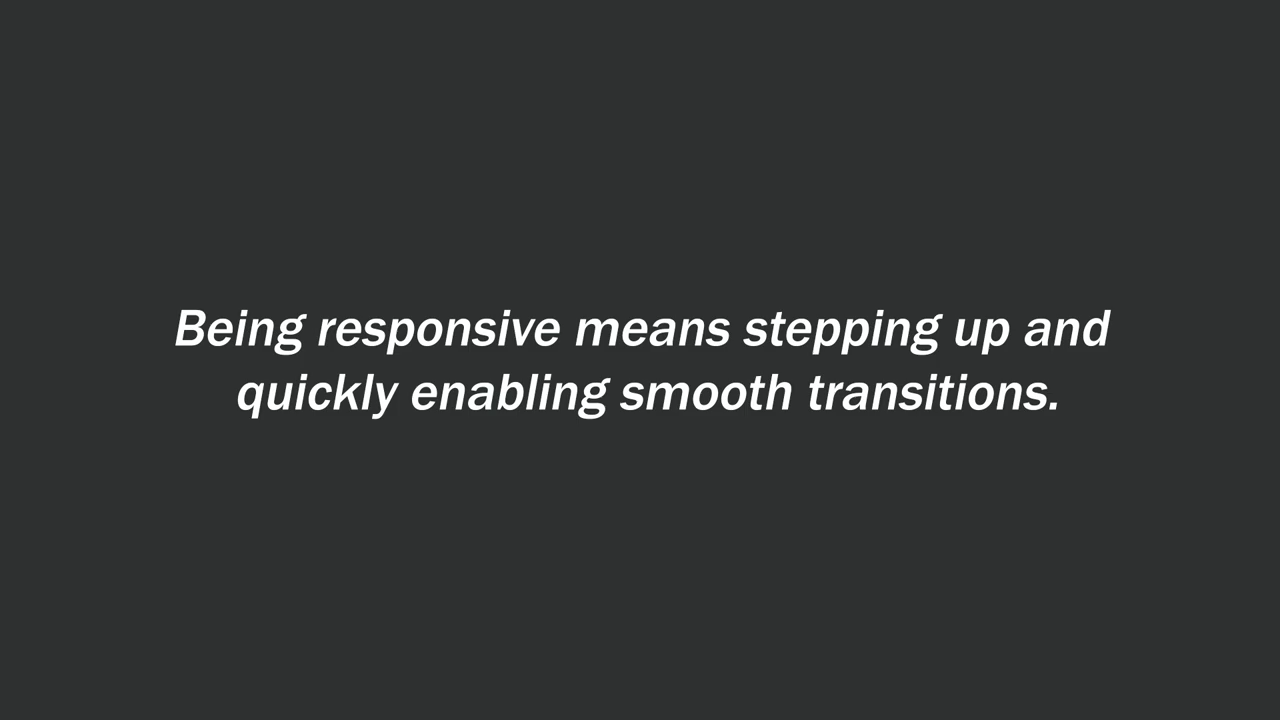 Being responsive means stepping up and
quickly enabling smooth transitions.